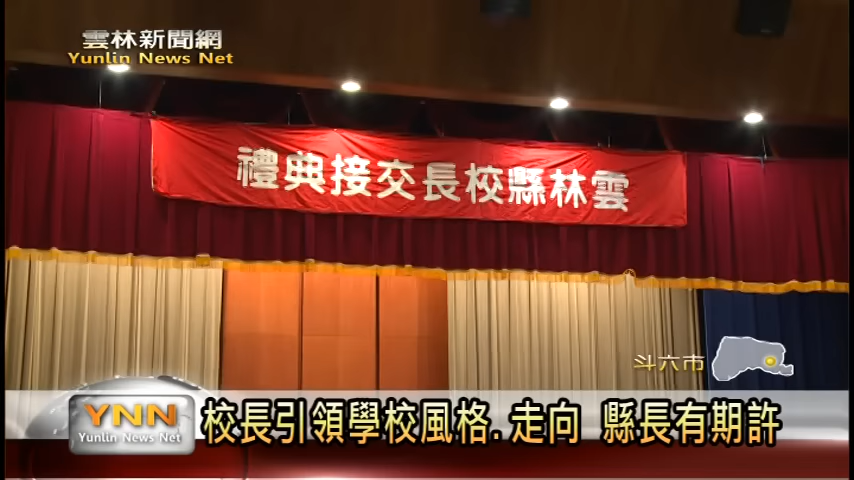 雲林新聞網
Yunlin News Net
雲林縣校長交接典禮
斗六市
YNN
Yunlin News Net
校長引領學校風格.走向 縣長有期許